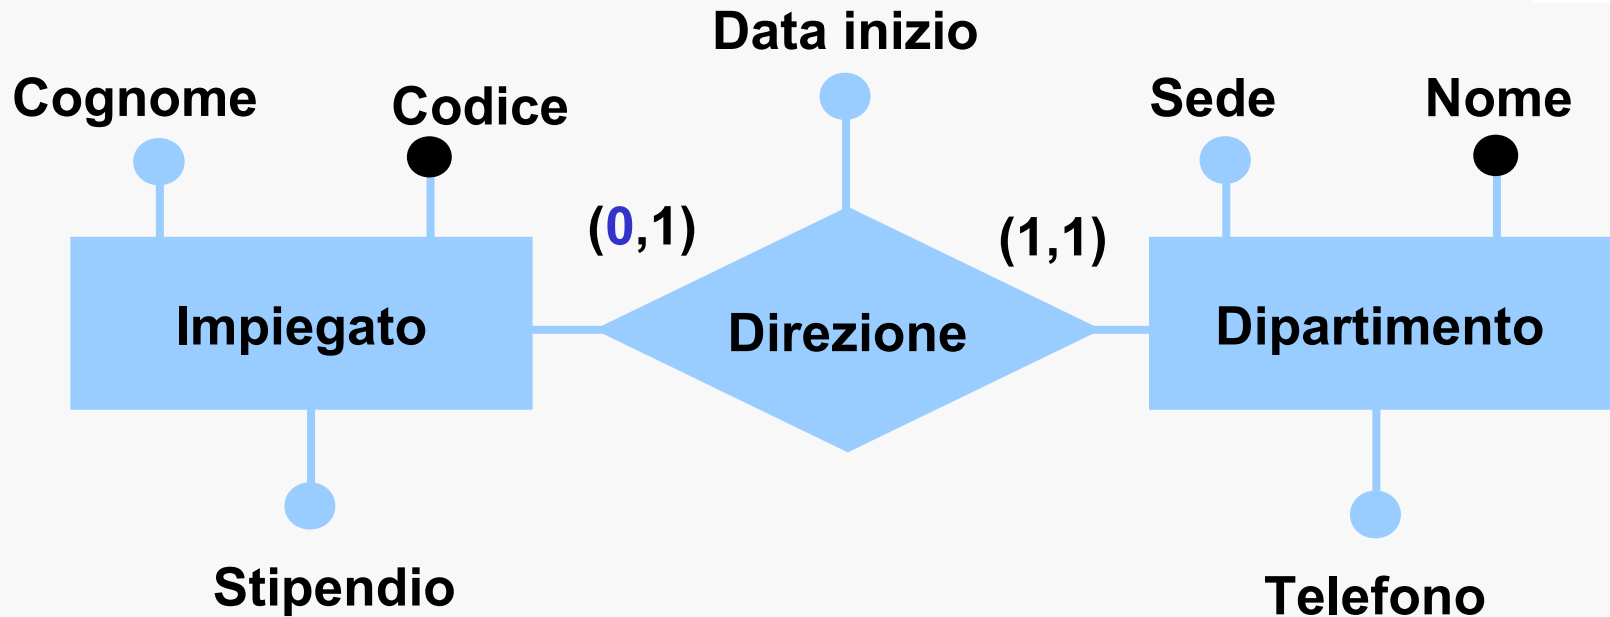 Data inizio
Cognome
Codice
Sede
Nome
(0,1)
(1,1)
Impiegato
Direzione
Dipartimento
Stipendio
Telefono